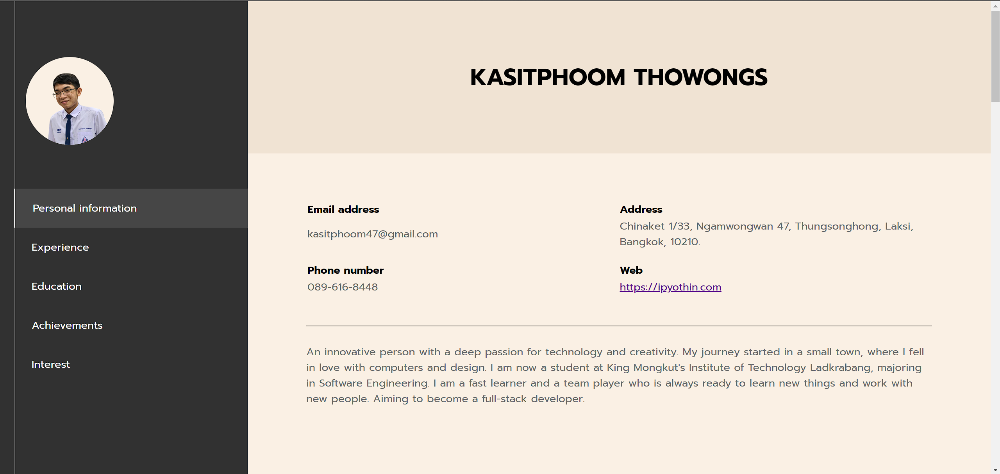 KASITPHOOM THOWONGS
Personal information
Experience
Education
Achievements
Interest
Email address
kasitphoom47@gmail.com
Address
Chinaket 1/33, Ngamwongwan 47, Thungsonghong, Laksi,
Bangkok, 10210.
Phone number
089-616-8448
Web
https://ipyothin.com
An innovative person with a deep passion for technology and creativity. My journey started in a small town, where I fell
in love with computers and design. I am now a student at King Mongkut's Institute of Technology Ladkrabang, majoring
in Software Engineering. I am a fast learner and a team player who is always ready to learn new things and work with
new people. Aiming to become a full-stack developer.